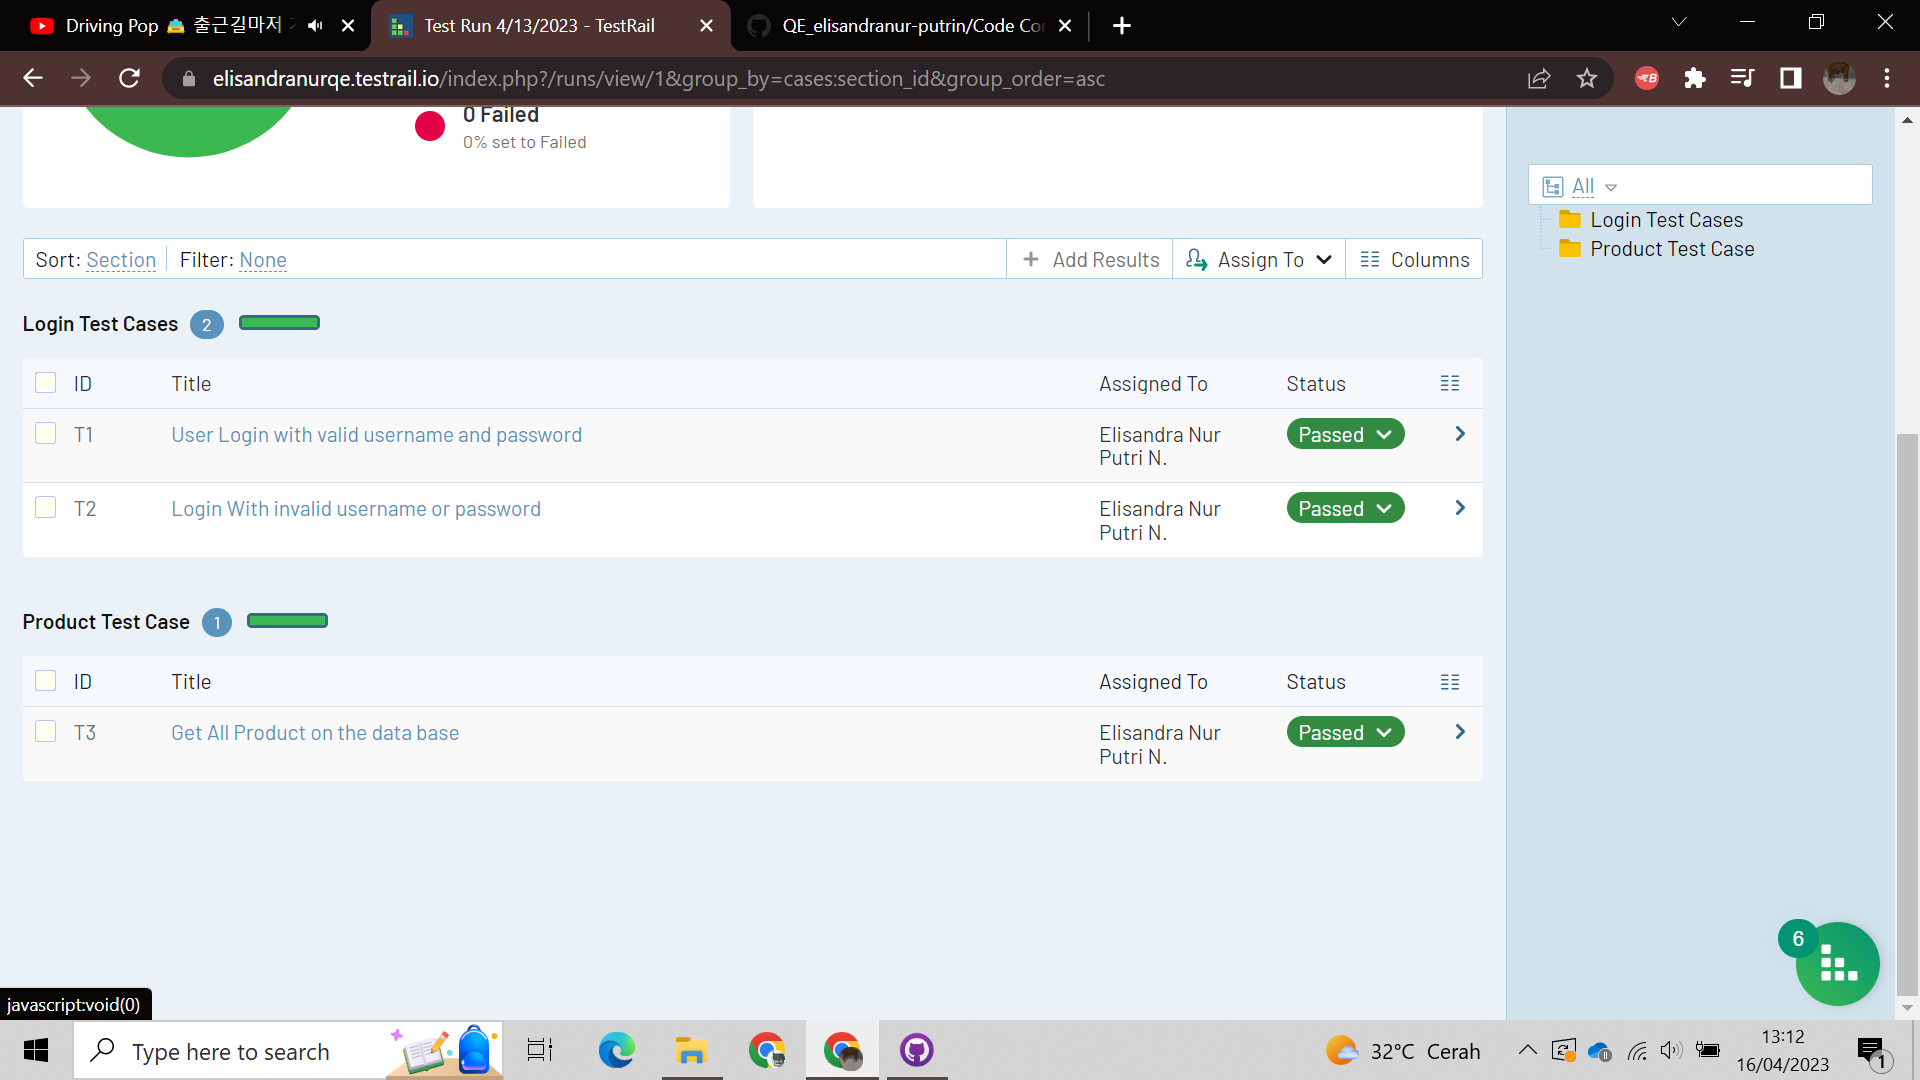 Driving Pop 🚖 출근길마저
Test Run 4/13/2023 - TestRail
QE_elisandranur-putrin/Code Co
elisandranurqe.testrail.io/index.php?/runs/view/1&group_by=cases:section_id&group_order=asc
0 Failed
0% set to Failed
All
Login Test Cases
Product Test Case
Sort: Section
Filter: None
Add Results
Assign To
Columns
Login Test Cases 2
ID Title Assigned To Status
T1 User Login with valid username and password Elisandra Nur Passed
Putri N.
T2 Login With invalid username or password Elisandra Nur Passed
Putri N.
Product Test Case 1
ID Title Assigned To Status
T3 Get All Product on the data base Elisandra Nur Passed
Putri N.
6
javascript:void(0)
Type here to search
32°C Cerah
13:12
16/04/2023
1